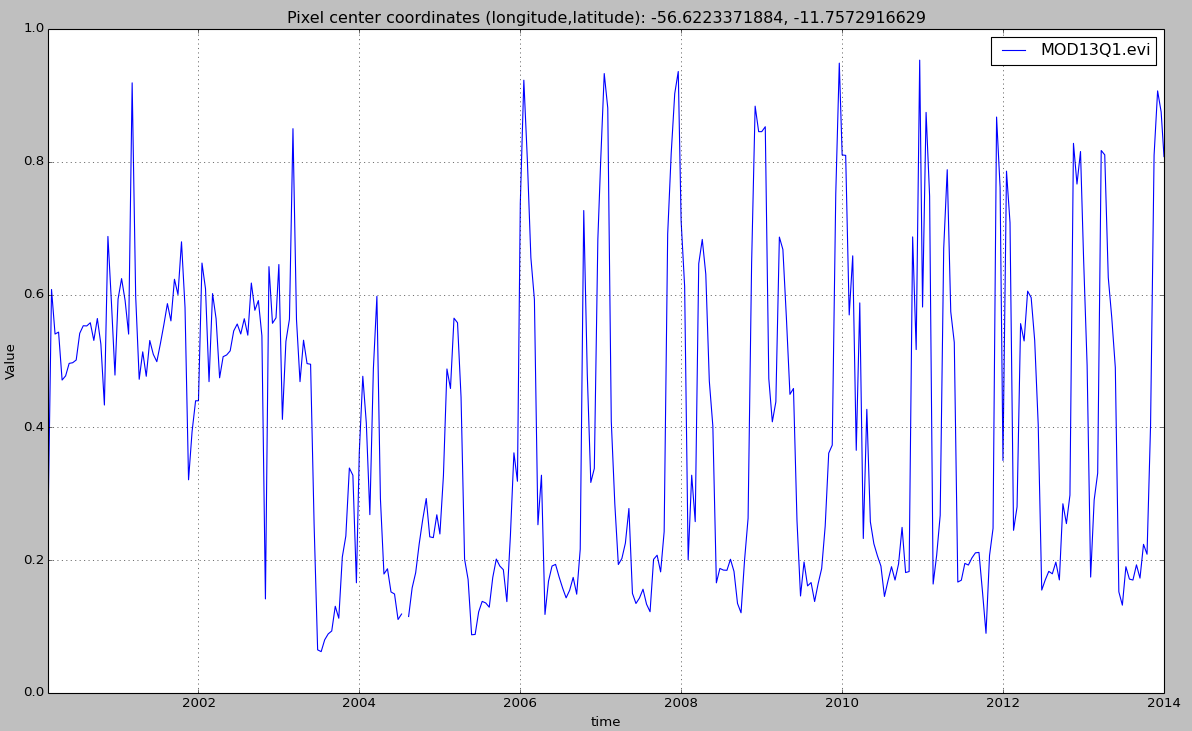 Pixel center coordinates (longitude,latitude): -56.6223371884, -11.7572916629
MOD13Q1.evi
1.0
0.8
0.6
0.4
0.2
0.0
Value
2002 2004 2006 2008 2010 2012 2014
time